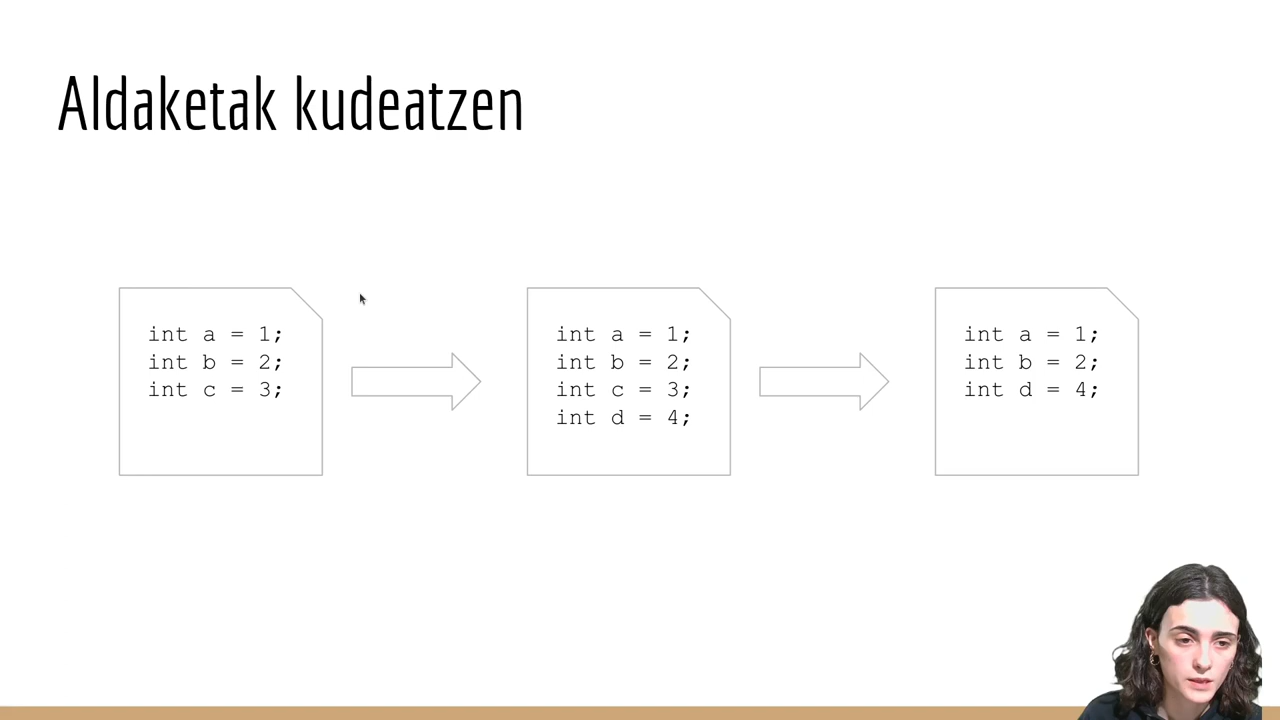 Aldaketak kudeatzen
int a = 1;
int b = 2;
int c = 3;
int a = 1;
int b = 2;
int c = 3;
int d = 4;
int a = 1;
int b = 2;
int d = 4;